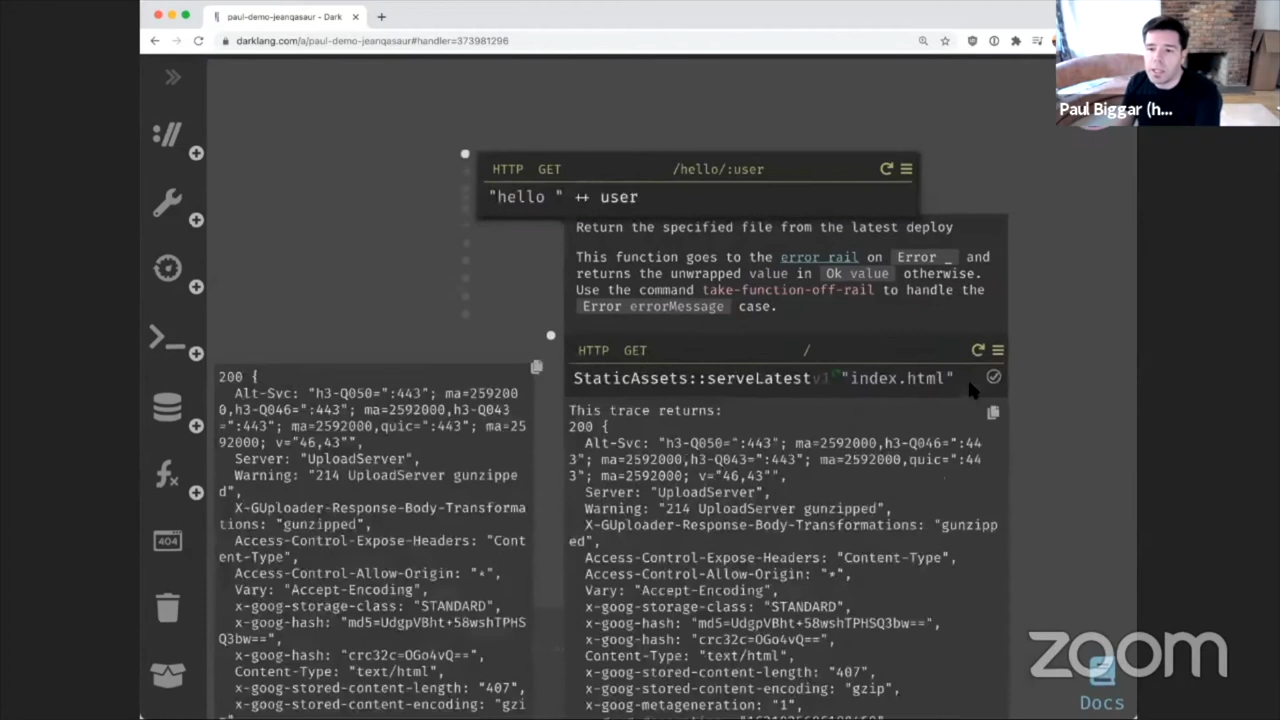 paul-demo-jeanqasaur - Dark
darklang.com/a/paul-demo-jeanqasaur#handler=373981296
Paul Biggar (h...
HTTP GET /hello/:user
"hello " ++ user
Return the specified file from the latest deploy
This function goes to the error rail on Error _ and
returns the unwrapped value in Ok value otherwise.
Use the command take-function-off-rail to handle the
Error errorMessage case.
HTTP GET /
StaticAssets::serveLatestv1 "index.html"
200 {
Alt-Svc: "h3-Q050=":443"; ma=259200
0,h3-Q046=":443"; ma=2592000,h3-Q043
=":443"; ma=2592000,quic=":443"; ma=25
92000; v="46,43"",
Server: "UploadServer",
Warning: "214 UploadServer gunzippe
d",
X-GUploader-Response-Body-Transforma
tions: "gunzipped",
Access-Control-Expose-Headers: "Cont
ent-Type",
Access-Control-Allow-Origin: "*",
Vary: "Accept-Encoding",
x-goog-storage-class: "STANDARD",
x-goog-hash: "md5=UdgpVBht+58wshTPHS
Q3bw==",
x-goog-hash: "crc32c=OGo4vQ==",
Content-Type: "text/html",
x-goog-stored-content-length: "407",
x-goog-stored-content-encoding: "gzi
This trace returns:
200 {
Alt-Svc: "h3-Q050=":443"; ma=2592000,h3-Q046=":44
3"; ma=2592000,h3-Q043=":443"; ma=2592000,quic=":44
3"; ma=2592000; v="46,43"",
Server: "UploadServer",
Warning: "214 UploadServer gunzipped",
X-GUploader-Response-Body-Transformations: "gunzipp
ed",
Access-Control-Expose-Headers: "Content-Type",
Access-Control-Allow-Origin: "*",
Vary: "Accept-Encoding",
x-goog-storage-class: "STANDARD",
x-goog-hash: "md5=UdgpVBht+58wshTPHSQ3bw==",
x-goog-hash: "crc32c=OGo4vQ==",
Content-Type: "text/html",
x-goog-stored-content-length: "407",
x-goog-stored-content-encoding: "gzip",
x-goog-metageneration: "1",
404
zoom
Docs